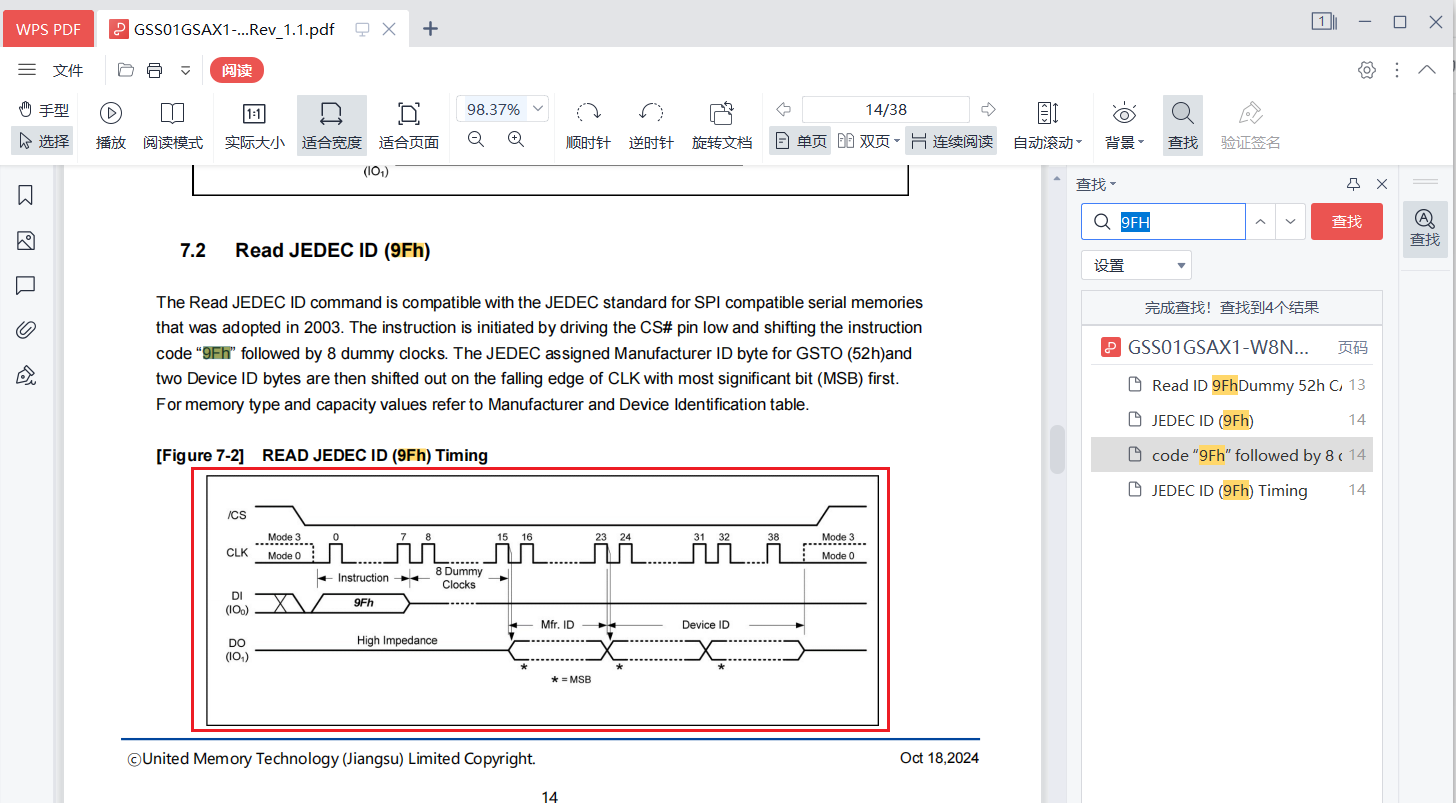 WPS PDF
GSS01GSAX1-...Rev_1.1.pdf
1
文件
阅读
手型
选择
播放
阅读模式
1:1
实际大小
适合宽度
适合页面
98.37%
顺时针
逆时针
旋转文档
14/38
单页
双页
连续阅读
自动滚动
背景
查找
验证签名
(IO1)
7.2 Read JEDEC ID (9Fh)
The Read JEDEC ID command is compatible with the JEDEC standard for SPI compatible serial memories
that was adopted in 2003. The instruction is initiated by driving the CS# pin low and shifting the instruction
code “9Fh” followed by 8 dummy clocks. The JEDEC assigned Manufacturer ID byte for GSTO (52h)and
two Device ID bytes are then shifted out on the falling edge of CLK with most significant bit (MSB) first.
For memory type and capacity values refer to Manufacturer and Device Identification table.
[Figure 7-2] READ JEDEC ID (9Fh) Timing
/CS
CLK
Mode 3
Mode 0
0 7 8 15 16 23 24 31 32 38
Mode 3
Mode 0
Instruction
8 Dummy
Clocks
DI
(IO0)
9Fh
Mfr. ID
Device ID
DO
(IO1)
High Impedance
* * *
* = MSB
©United Memory Technology (Jiangsu) Limited Copyright.
Oct 18,2024
14
查找
9FH
查找
设置
完成查找！查找到4个结果
GSS01GSAX1-W8N... 页码
Read ID 9FhDummy 52h CA 13
JEDEC ID (9Fh) 14
code “9Fh” followed by 8 d 14
JEDEC ID (9Fh) Timing 14
查找